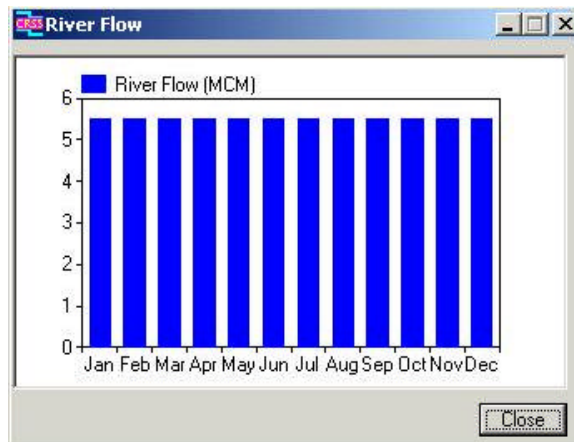 CRSS River Flow
River Flow (MCM)
6
5
4
3
2
1
0
Jan Feb Mar Apr May Jun Jul Aug Sep Oct Nov Dec
Close